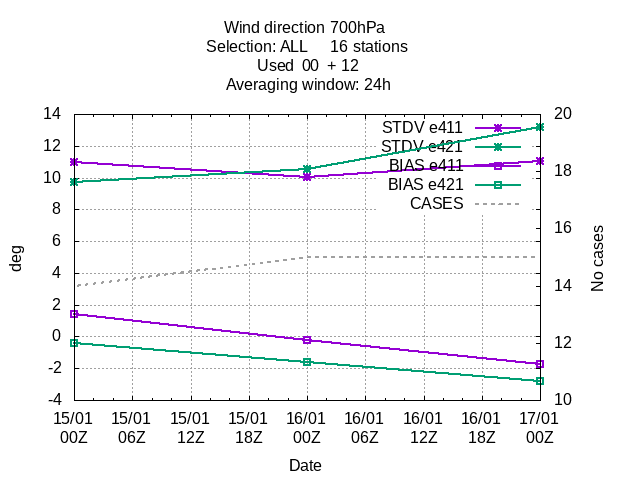 Wind direction 700hPa
Selection: ALL 16 stations
Used 00 + 12
Averaging window: 24h
14 20
STDV e411
12
STDV e421
18
BIAS e411
10
BIAS e421
8
CASES
16
6
deg
No cases
4
14
2
0 12
-2
-4 10
15/01 15/01 15/01 15/01 16/01 16/01 16/01 16/01 17/01
00Z 06Z 12Z 18Z 00Z 06Z 12Z 18Z 00Z
Date